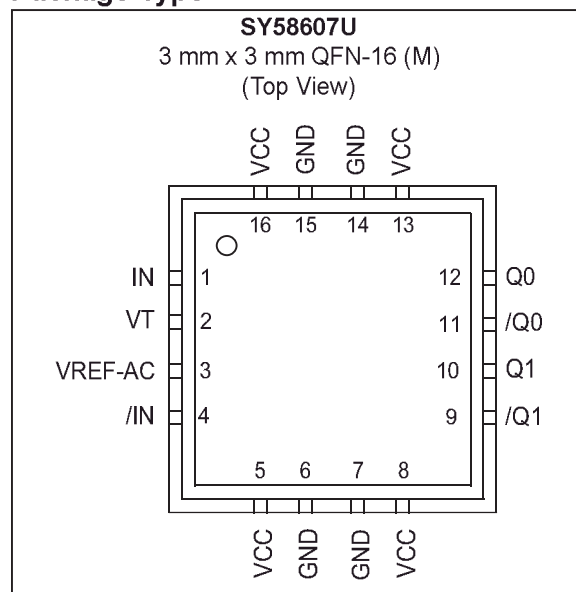 SY58607U
3 mm x 3 mm QFN-16 (M)
(Top View)
VCC GND GND VCC
16 15 14 13
IN 1 12 Q0
VT 2 11 /Q0
VREF-AC 3 10 Q1
/IN 4 9 /Q1
5 6 7 8
VCC GND GND VCC